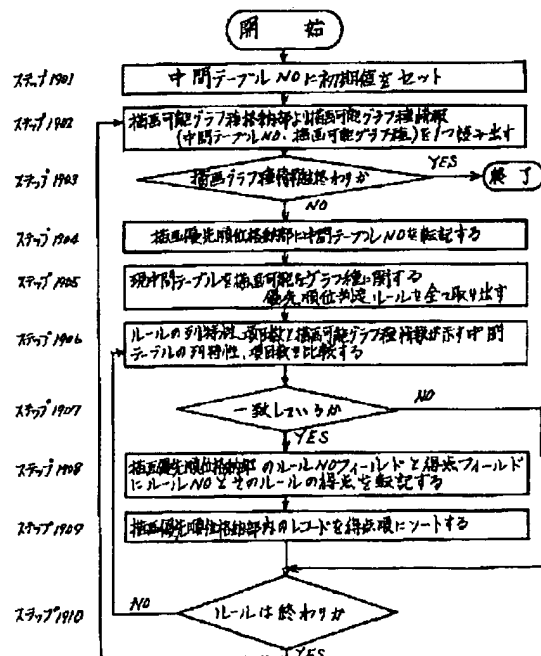 開 始
ステップ1901
中間テーブルNOに初期値をセット
ステップ1902
描画可能グラフ種格納部より描画可能グラフ種情報
(中間テーブルNO、描画可能グラフ種)を1つ読み出す
ステップ1903
描画グラフ種情報終わりか
YES
終了
NO
ステップ1904
描画優先順位格納部に中間テーブルNOを転記する
ステップ1905
現中間テーブルで描画可能なグラフ種に関する
優先順位判定ルールを全て取り出す
ステップ1906
ルールの列特性、項目数と描画可能グラフ種情報が示す中間
テーブルの列特性、項目数を比較する
ステップ1907
一致しているか
NO
YES
ステップ1908
描画優先順位格納部のルールNOフィールドと得点フィールド
にルールNOとそのルールの得点を転記する
ステップ1909
描画優先順位格納部内のレコードを得点順にソートする
ステップ1910
NO
ルールは終わりか
YES